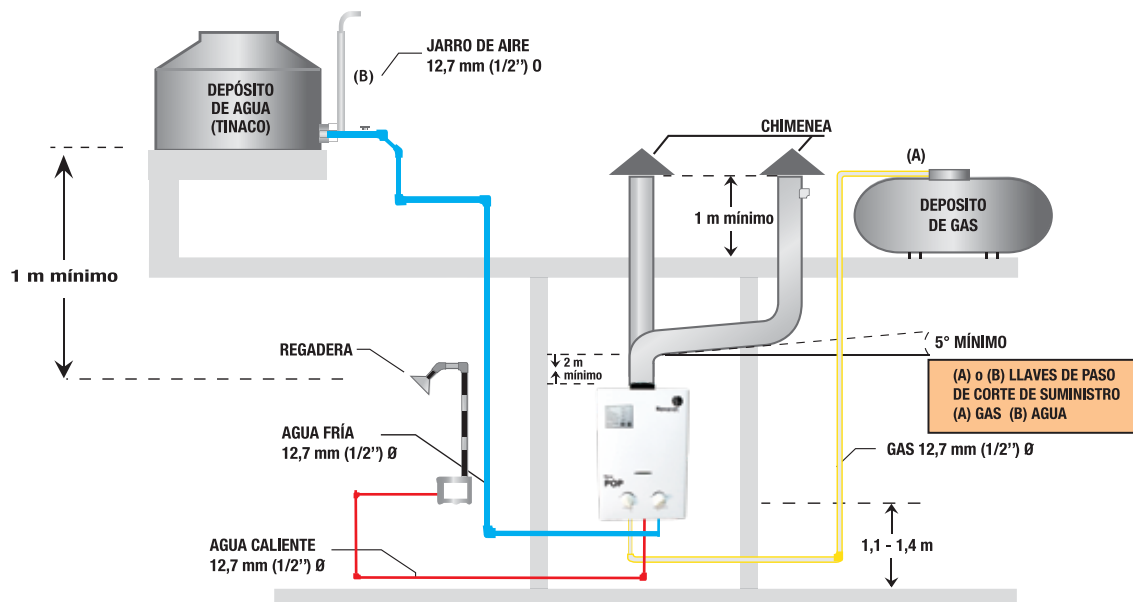 JARRO DE AIRE
12,7 mm (1/2”) O
(B)
DEPÓSITO
DE AGUA
(TINACO)
CHIMENEA
(A)
DEPOSITO
DE GAS
1 m mínimo
1 m mínimo
5° MÍNIMO
REGADERA
2 m
mínimo
(A) o (B) LLAVES DE PASO
DE CORTE DE SUMINISTRO
(A) GAS (B) AGUA
AGUA FRÍA
12,7 mm (1/2”) Ø
GAS 12,7 mm (1/2”) Ø
POP
1,1 - 1,4 m
AGUA CALIENTE
12,7 mm (1/2”) Ø